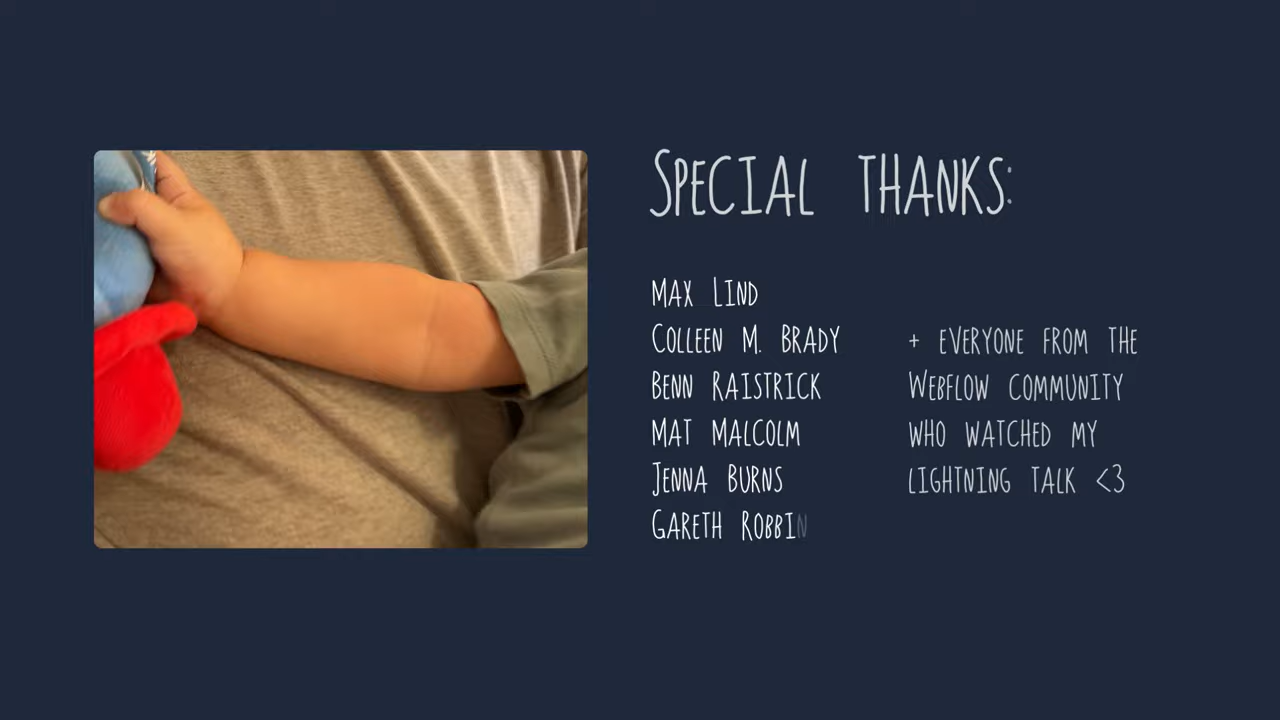 Special thanks:
Max Lind
Colleen M. Brady
Benn Raistrick
Mat Malcolm
Jenna Burns
Gareth Robbin
+ everyone from the
Webflow community
who watched my
lightning talk <3